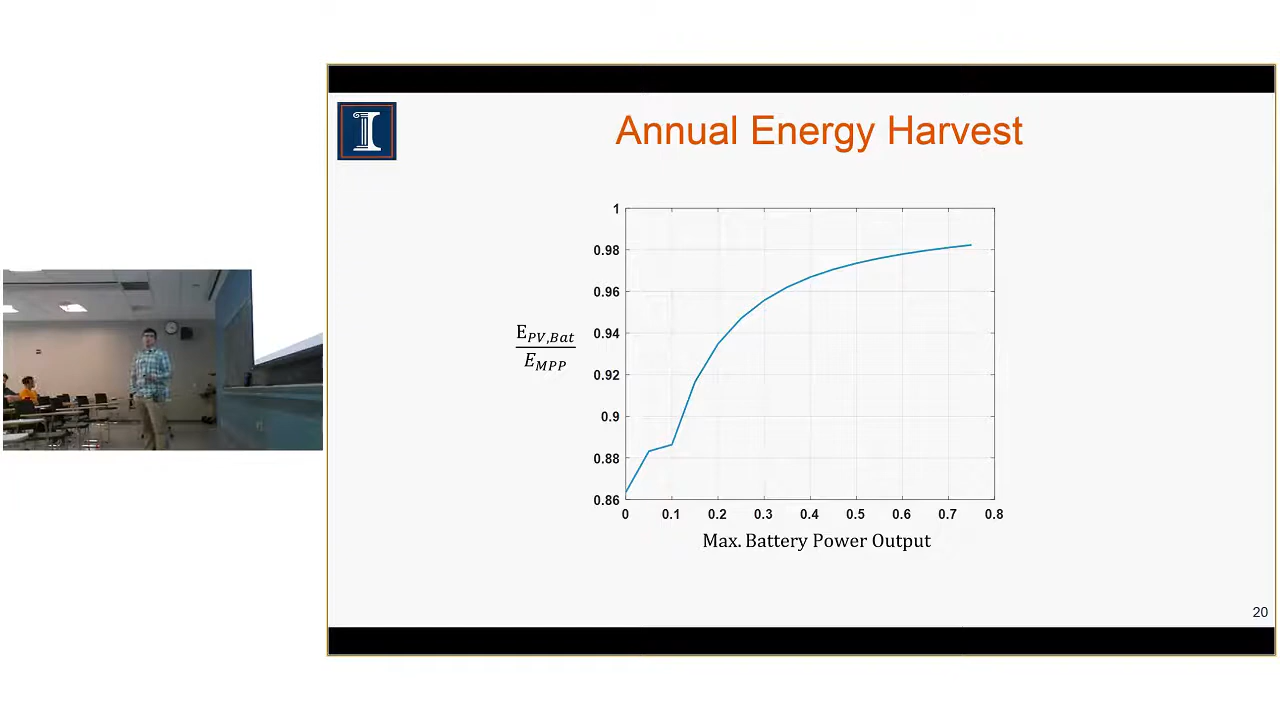 Annual Energy Harvest
1
0.98
0.96
0.94
0.92
0.9
0.88
0.86
E_PV,Bat
E_MPP
0 0.1 0.2 0.3 0.4 0.5 0.6 0.7 0.8
Max. Battery Power Output
20